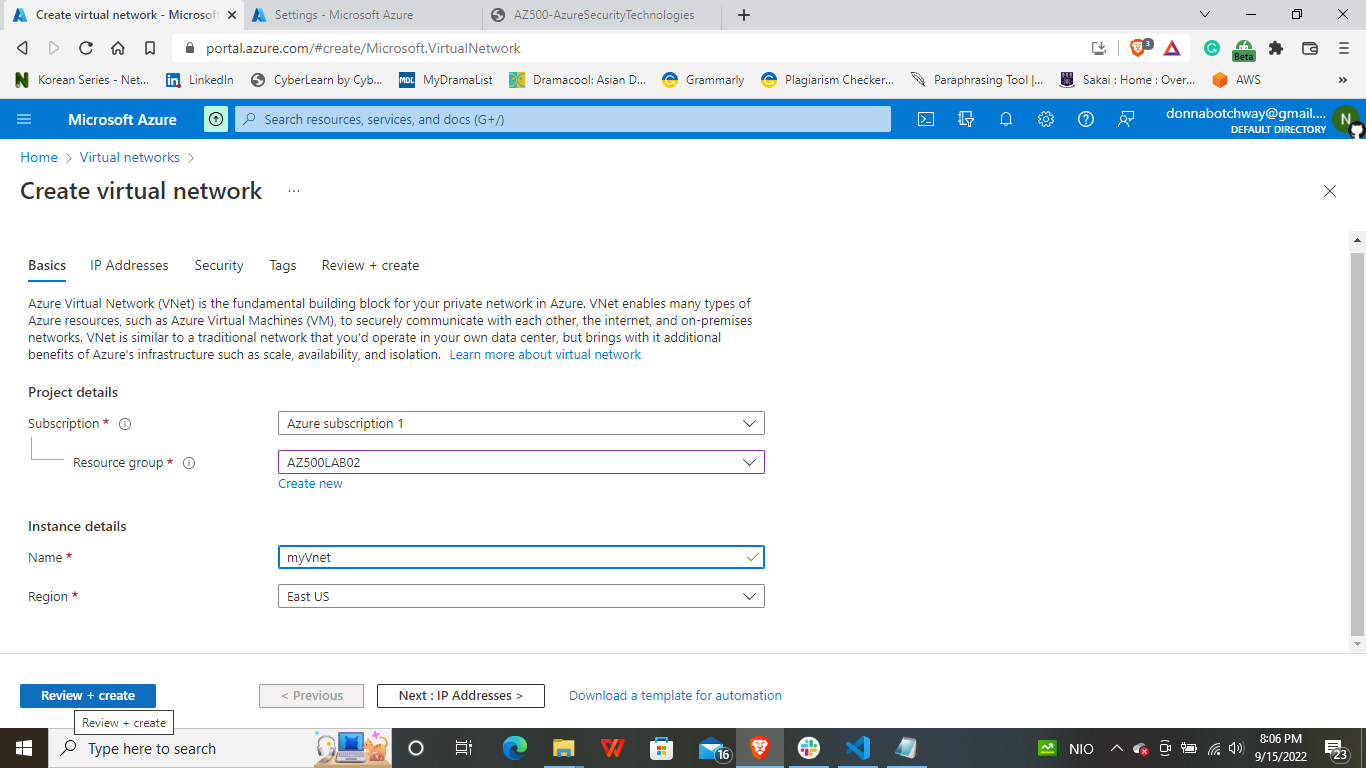 Create virtual network - Microsoft
Settings - Microsoft Azure
AZ500-AzureSecurityTechnologies
portal.azure.com/#create/Microsoft.VirtualNetwork
3
Beta
Korean Series - Net...
LinkedIn
CyberLearn by Cyb...
MDL
MyDramaList
Dramacool: Asian D...
Grammarly
Plagiarism Checker...
Paraphrasing Tool |...
Sakai : Home : Over...
AWS
Microsoft Azure
Search resources, services, and docs (G+/)
donnabotchway@gmail....
DEFAULT DIRECTORY
N
Home > Virtual networks >
Create virtual network ...
Basics
IP Addresses
Security
Tags
Review + create
Azure Virtual Network (VNet) is the fundamental building block for your private network in Azure. VNet enables many types of
Azure resources, such as Azure Virtual Machines (VM), to securely communicate with each other, the internet, and on-premises
networks. VNet is similar to a traditional network that you'd operate in your own data center, but brings with it additional
benefits of Azure's infrastructure such as scale, availability, and isolation. Learn more about virtual network
Project details
Subscription *
Azure subscription 1
Resource group *
AZ500LAB02
Create new
Instance details
Name *
myVnet
Region *
East US
Review + create
< Previous
Next : IP Addresses >
Download a template for automation
Review + create
Type here to search
16
NIO
8:06 PM
9/15/2022
23